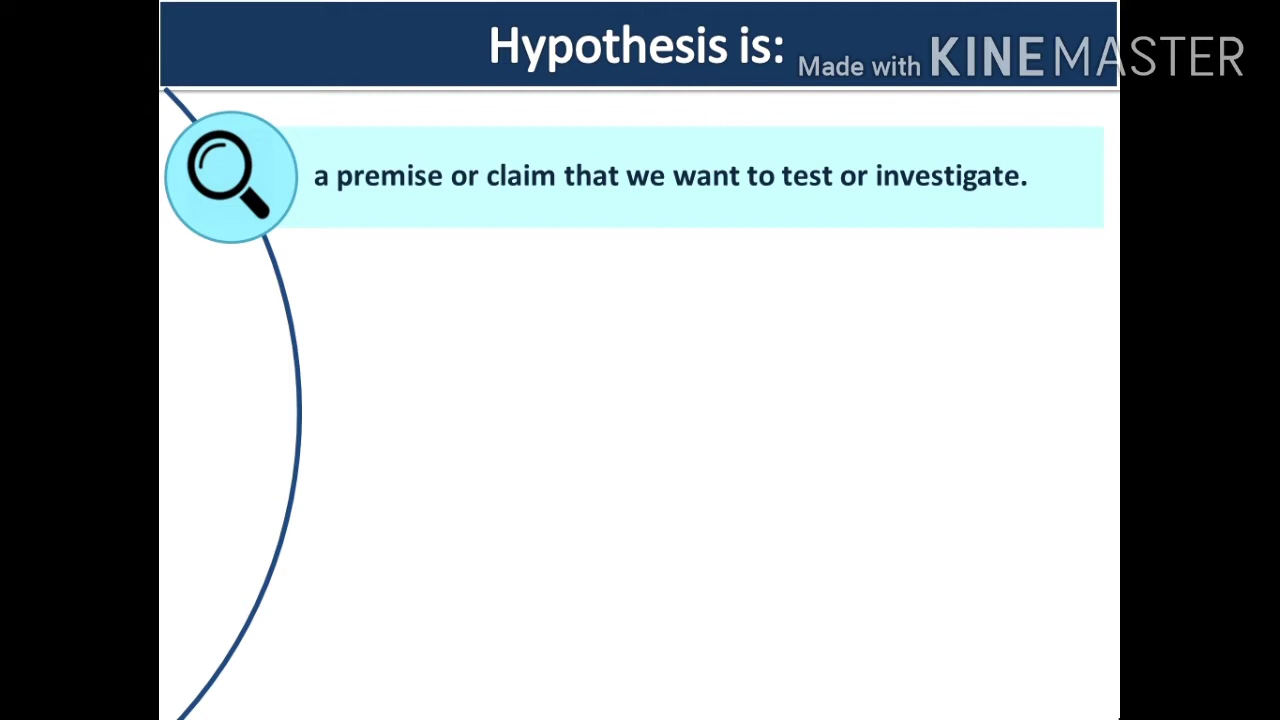 Hypothesis is:
Made with KINEMASTER
a premise or claim that we want to test or investigate.